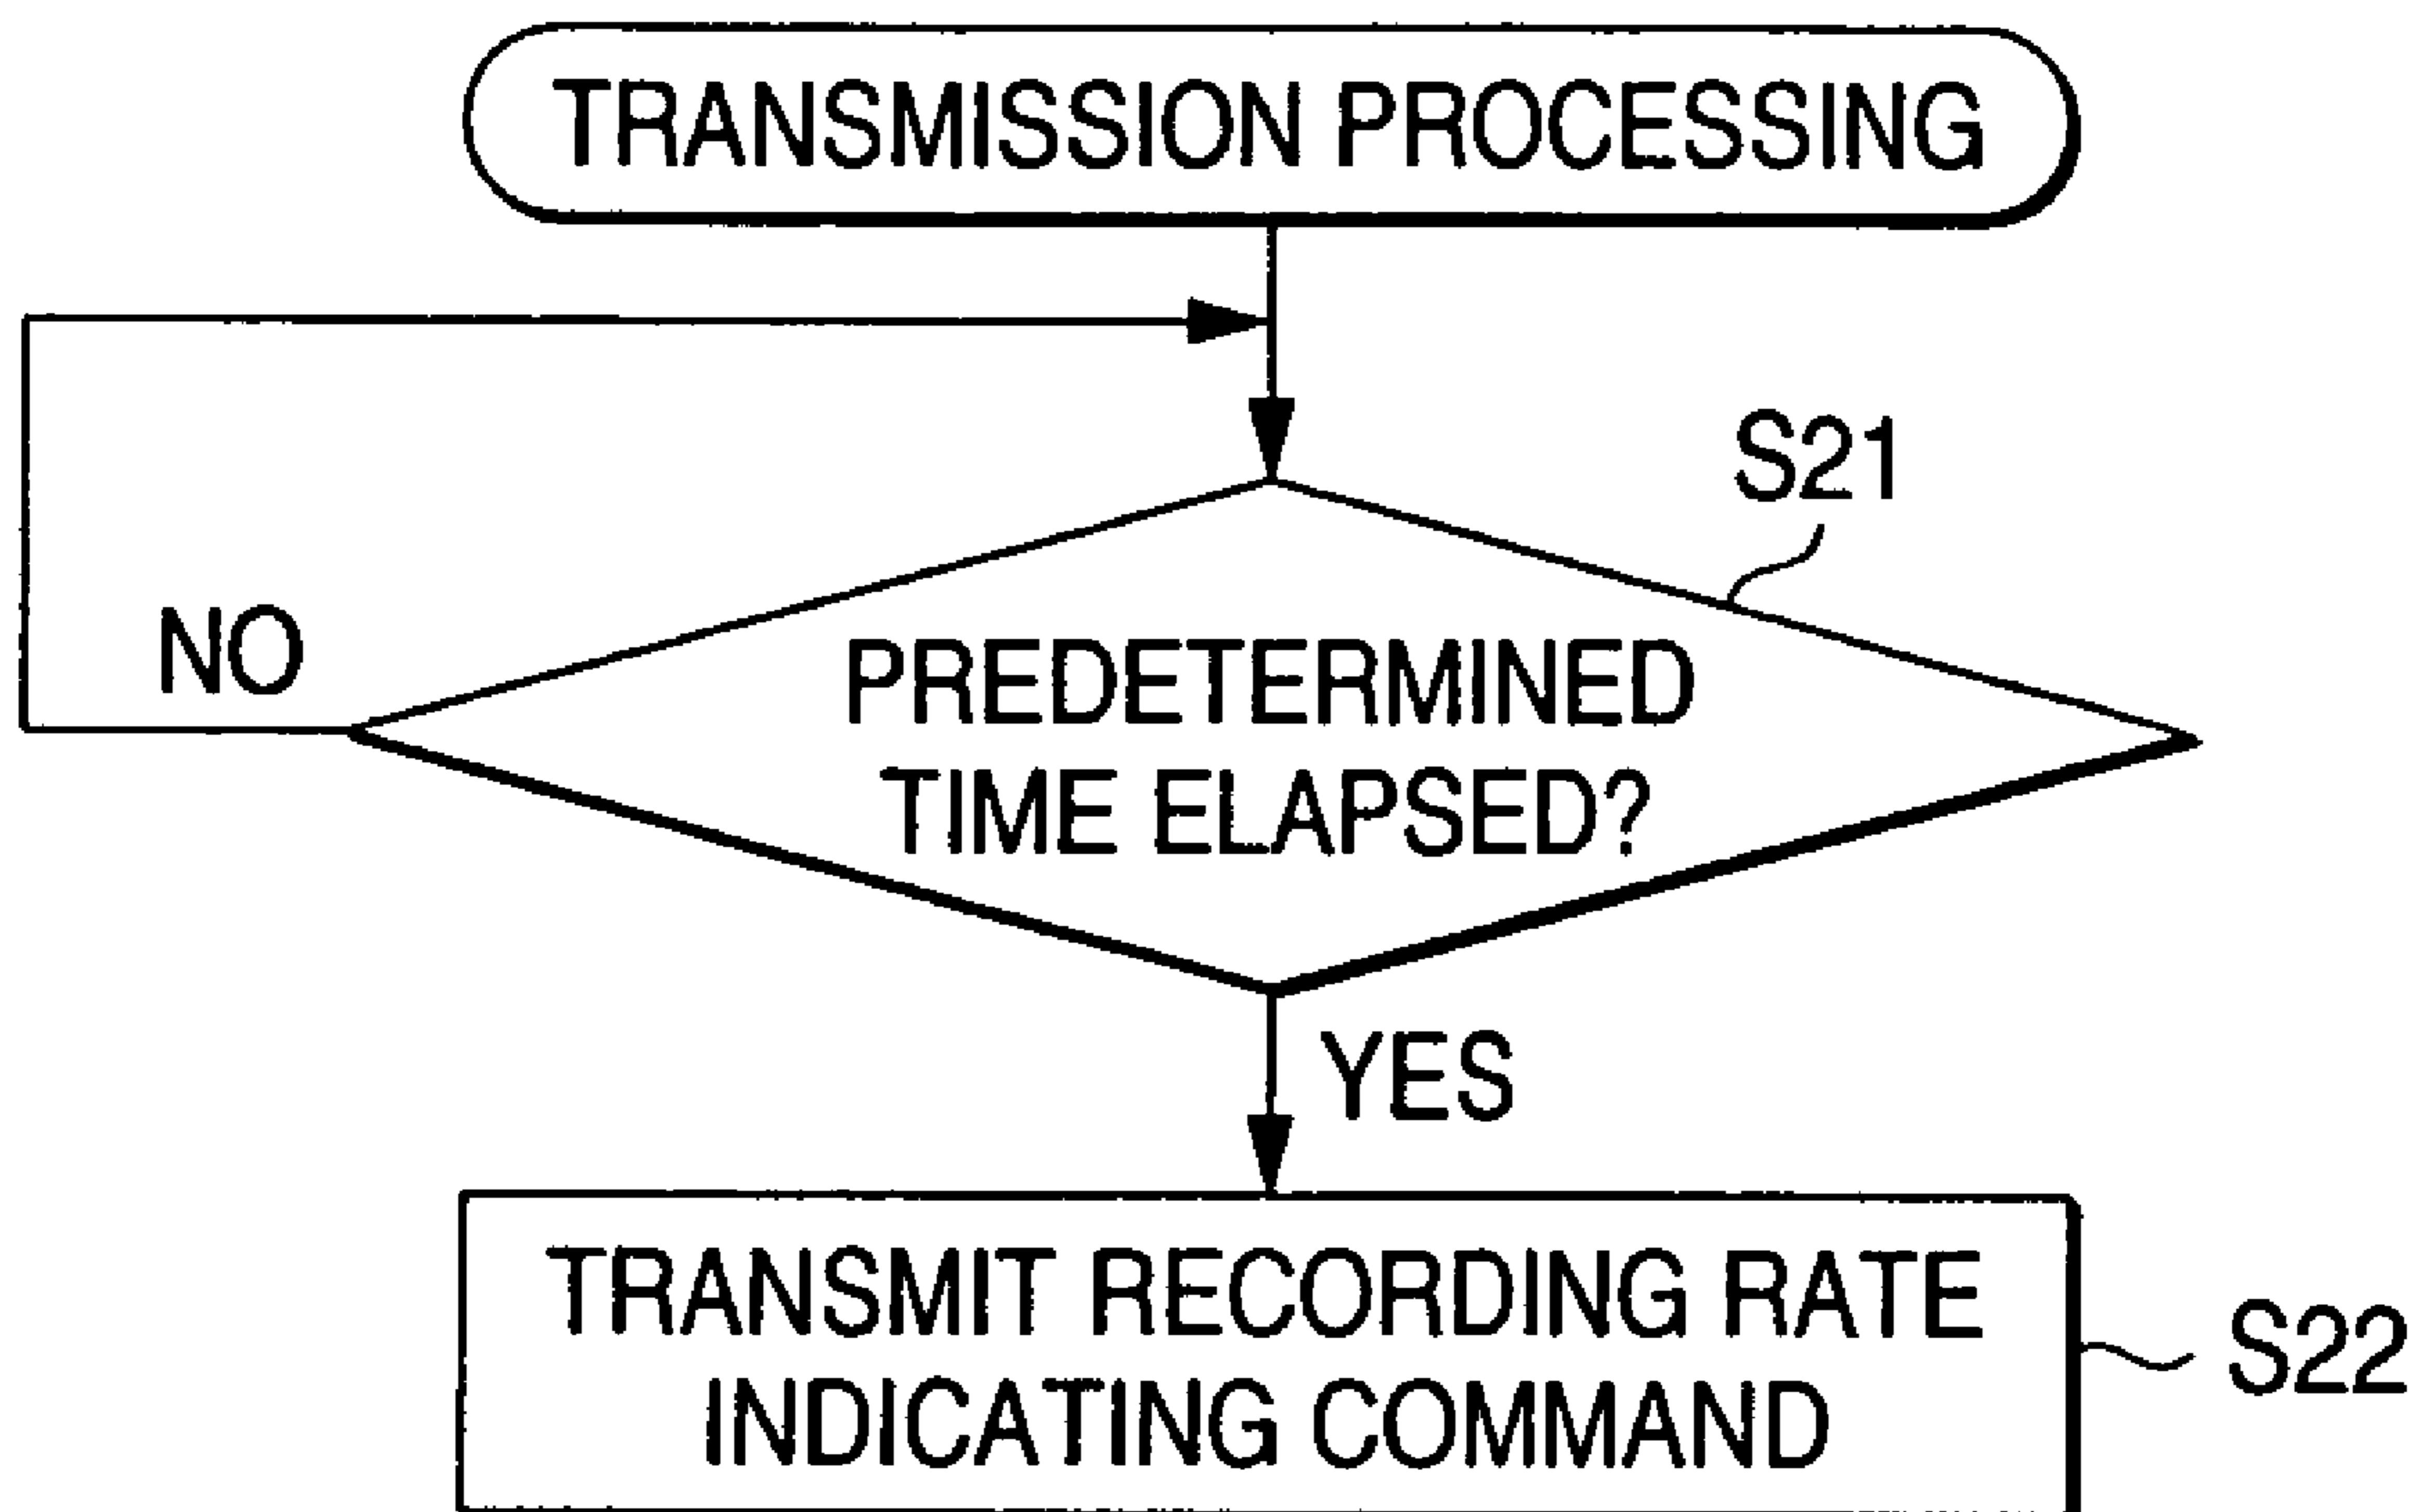 TRANSMISSION PROCESSING
S21
NO
PREDETERMINED
TIME ELAPSED?
YES
TRANSMIT RECORDING RATE
INDICATING COMMAND
S22